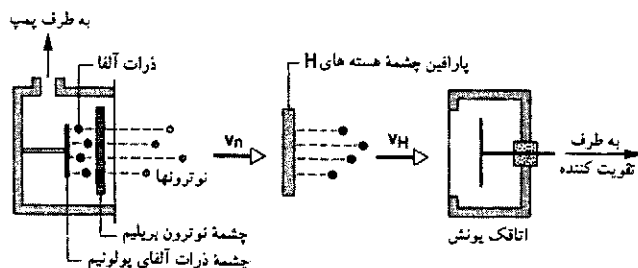 به طرف پمپ
ذرات آلفا
پارافین چشمهٔ هسته های H
vn
vH
نوترونها
به طرف
تقویت کننده
چشمهٔ نوترون بریلیم
چشمهٔ ذرات آلفای پولونیم
اتاقک یونش